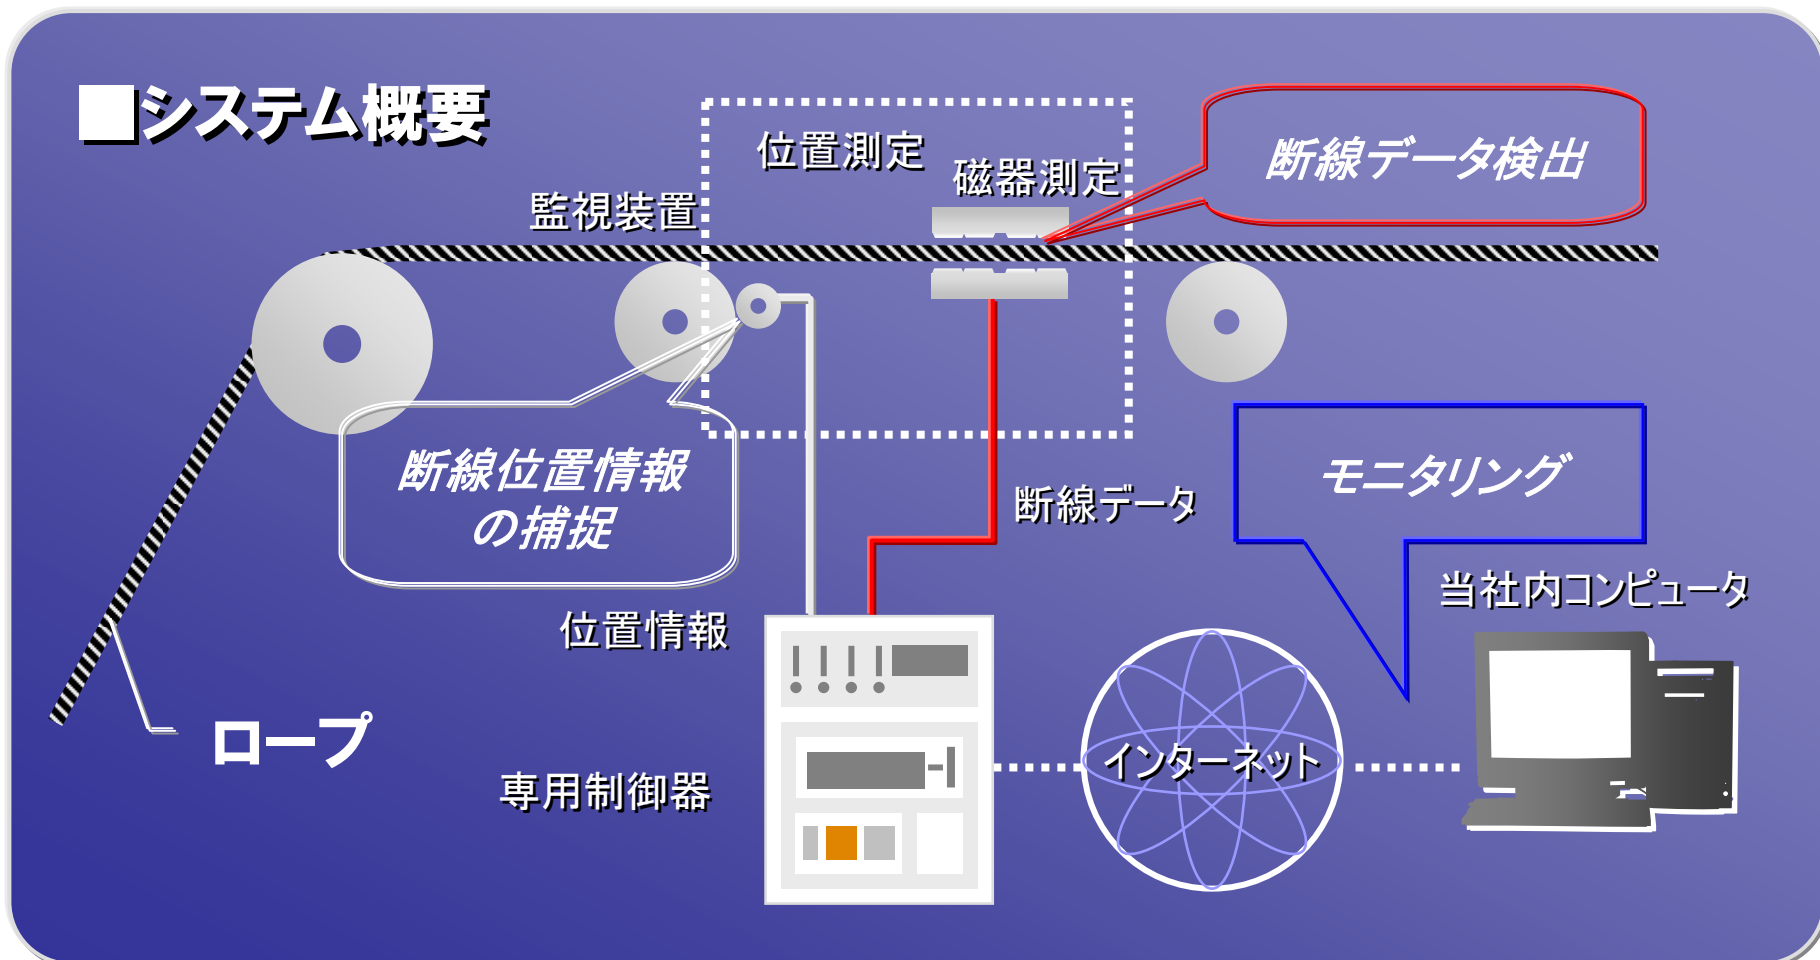 ■システム概要
位置測定
磁器測定
断線データ検出
監視装置
断線位置情報
の捕捉
断線データ
モニタリング
当社内コンピュータ
位置情報
ロープ
専用制御器
インターネット